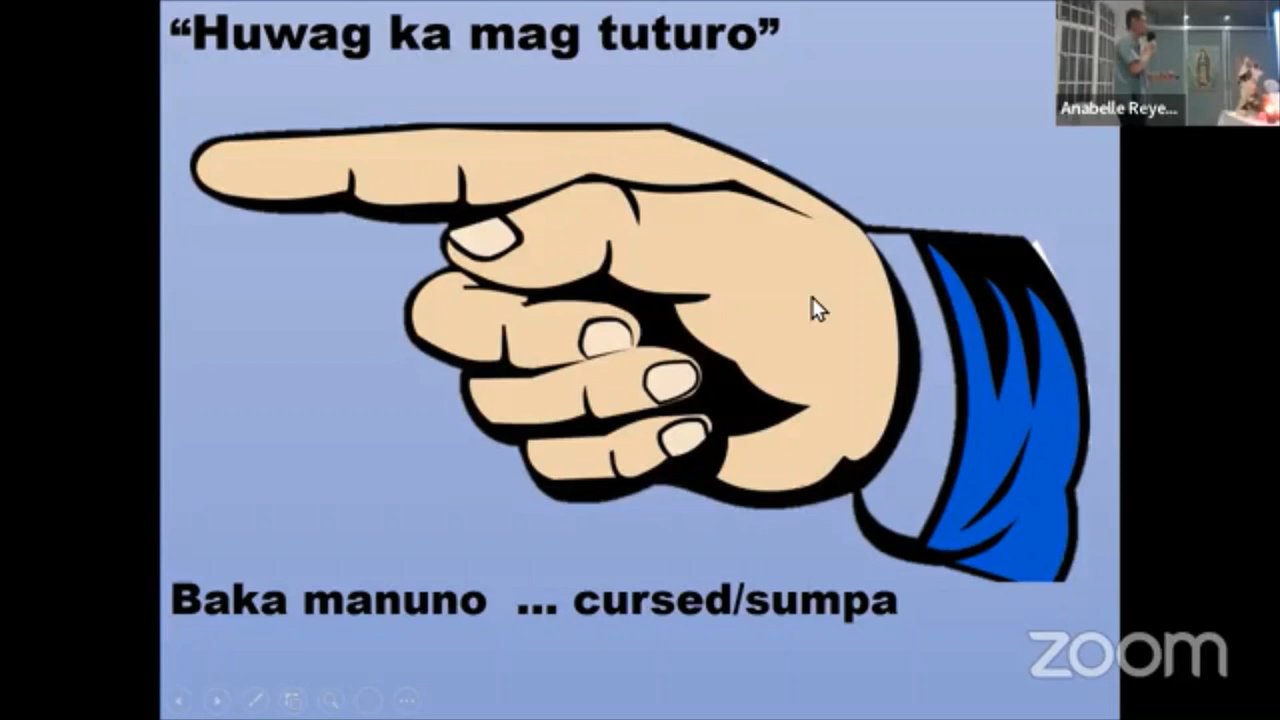 “Huwag ka mag tuturo”
Anabelle Reye...
Baka manuno ... cursed/sumpa
zoom